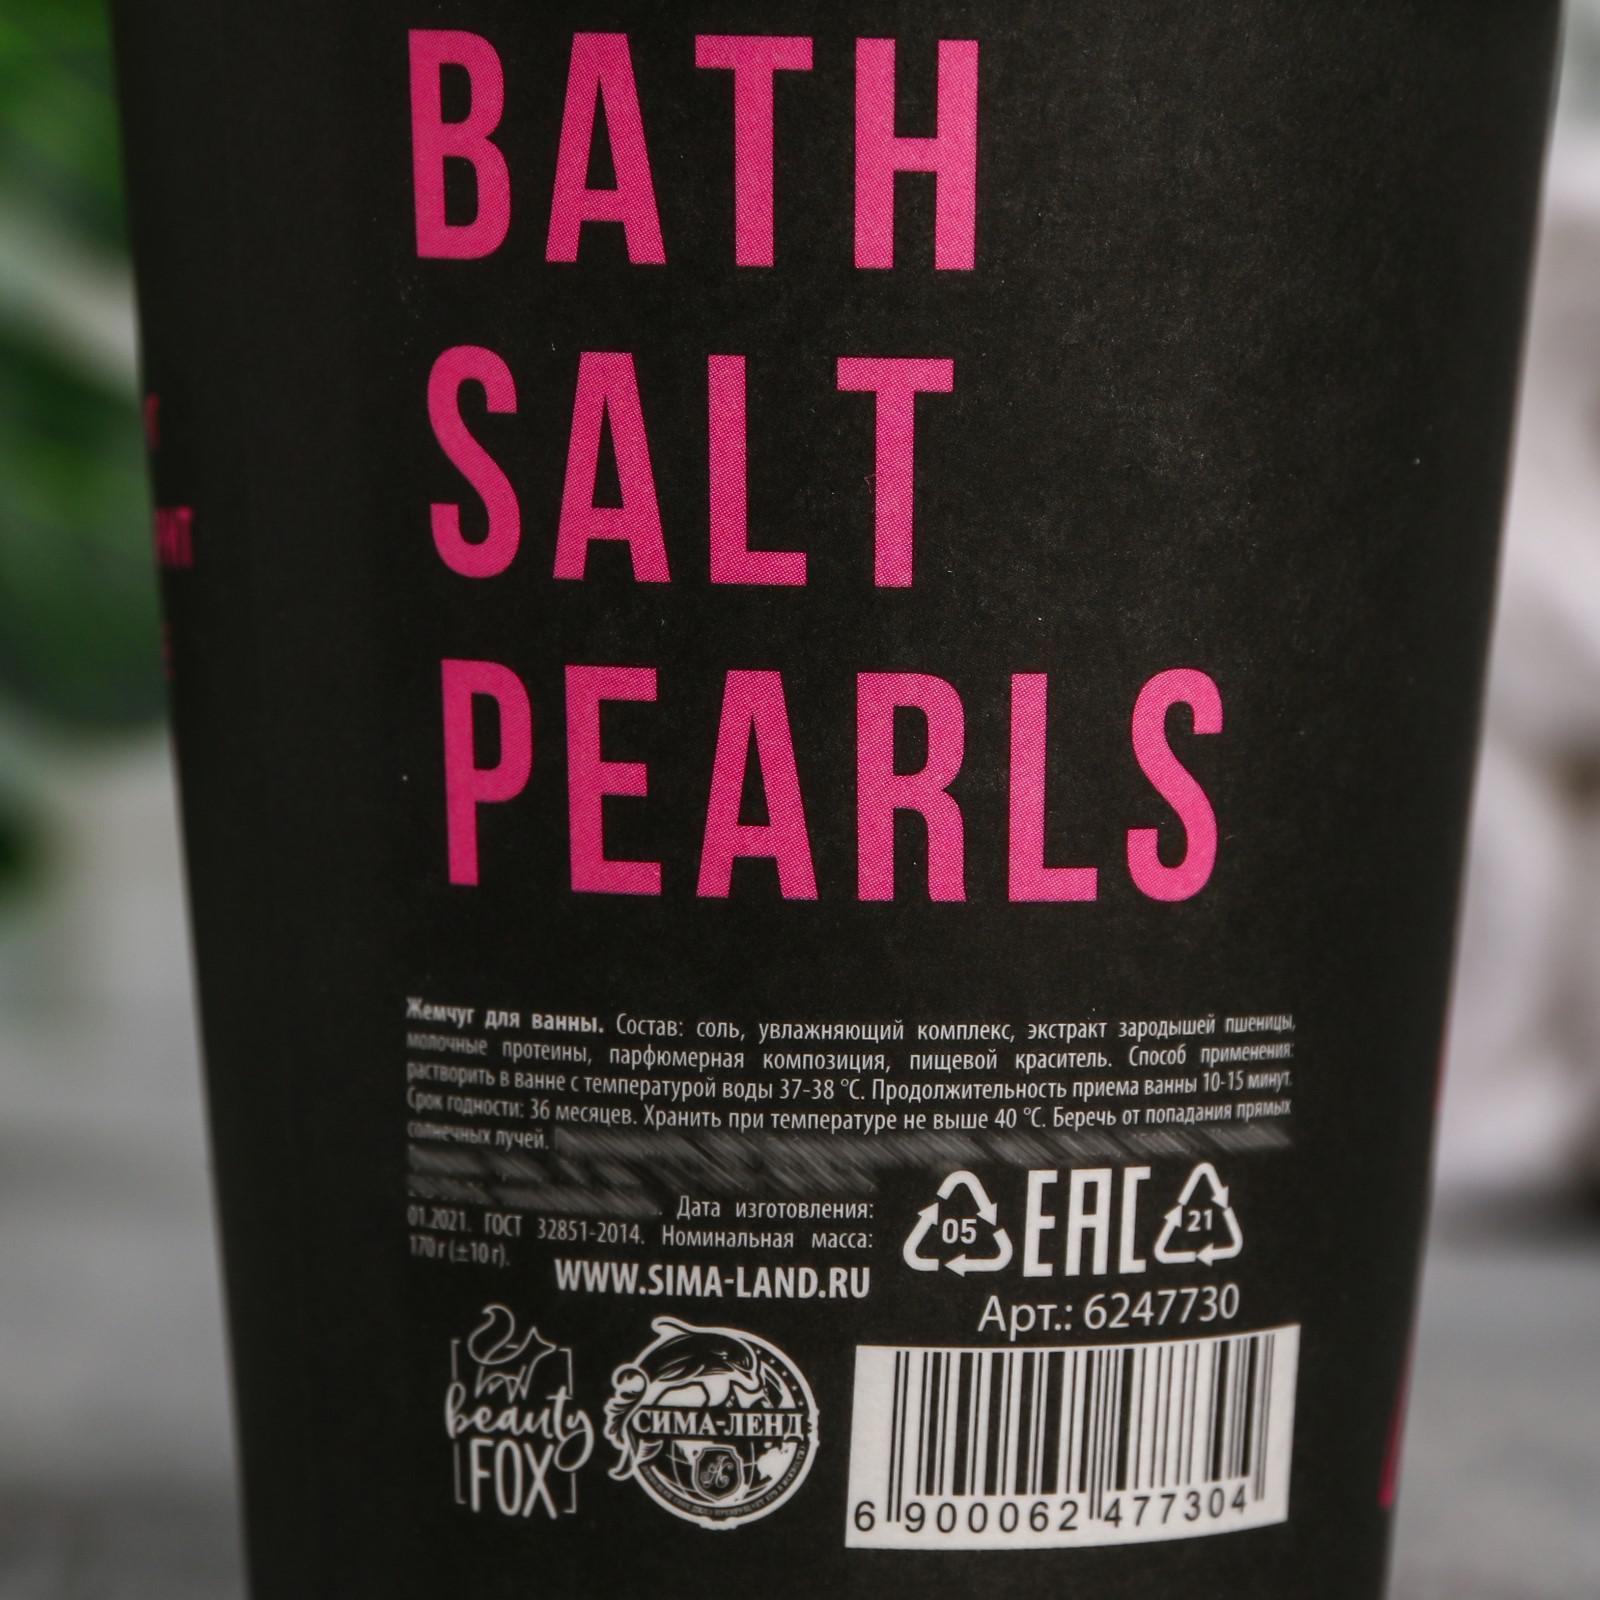 BATH
SALT
PEARLS
Жемчуг для ванны. Состав: соль, увлажняющий комплекс, экстракт зародышей пшеницы,
молочные протеины, парфюмерная композиция, пищевой краситель. Способ применения:
растворить в ванне с температурой воды 37-38 °C. Продолжительность приема ванны 10-15 минут.
Срок годности: 36 месяцев. Хранить при температуре не выше 40 °C. Беречь от попадания прямых
солнечных лучей.
Дата изготовления:
01.2021. ГОСТ 32851-2014. Номинальная масса:
170 г (±10 г).
WWW.SIMA-LAND.RU
05 EAC 21
Арт.: 6247730
beauty
FOX
СИМА-ЛЕНД
6 900062 477304